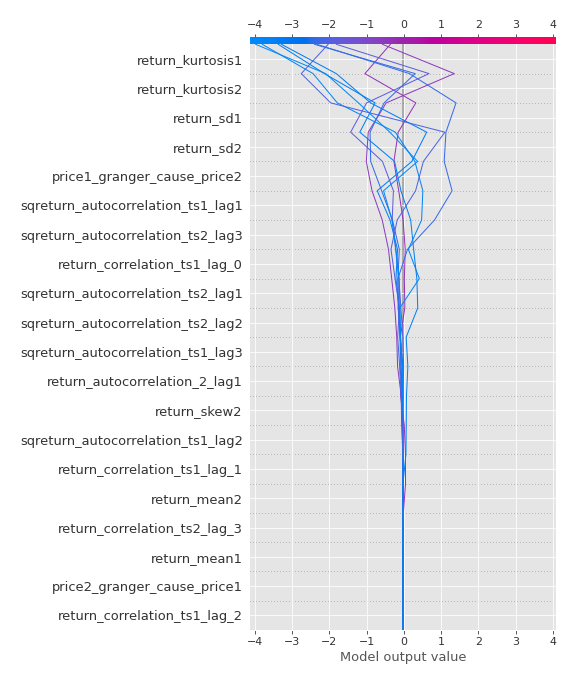 −4 −3 −2 −1 0 1 2 3 4
return_kurtosis1
return_kurtosis2
return_sd1
return_sd2
price1_granger_cause_price2
sqreturn_autocorrelation_ts1_lag1
sqreturn_autocorrelation_ts2_lag3
return_correlation_ts1_lag_0
sqreturn_autocorrelation_ts2_lag1
sqreturn_autocorrelation_ts2_lag2
sqreturn_autocorrelation_ts1_lag3
return_autocorrelation_2_lag1
return_skew2
sqreturn_autocorrelation_ts1_lag2
return_correlation_ts1_lag_1
return_mean2
return_correlation_ts2_lag_3
return_mean1
price2_granger_cause_price1
return_correlation_ts1_lag_2
−4 −3 −2 −1 0 1 2 3 4
Model output value